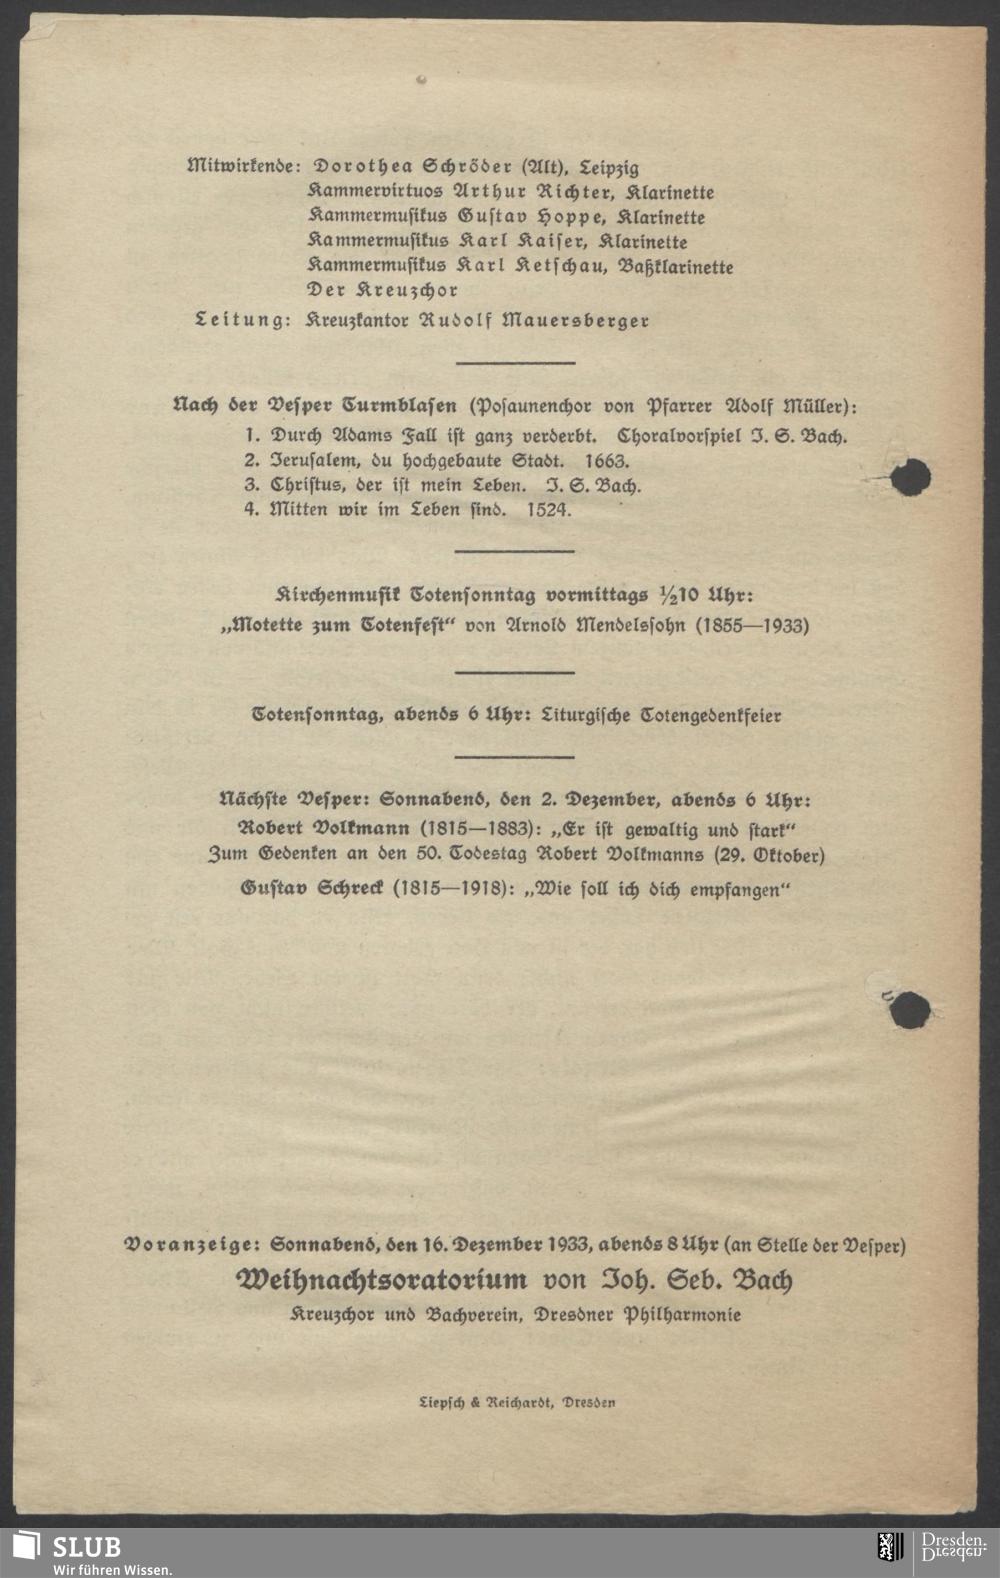 Mitwirkende: Dorothea Schröder (Alt), Leipzig
Kammervirtuos Arthur Richter, Klarinette
Kammermusikus Gustav Hoppe, Klarinette
Kammermusikus Karl Kaiser, Klarinette
Kammermusikus Karl Ketschau, Baßklarinette
Der Kreuzchor
Leitung: Kreuzkantor Rudolf Mauersberger
Nach der Vesper Turmblasen (Posaunenchor von Pfarrer Adolf Müller):
1. Durch Adams Fall ist ganz verderbt. Choralvorspiel J. S. Bach.
2. Jerusalem, du hochgebaute Stadt. 1663.
3. Christus, der ist mein Leben. J. S. Bach.
4. Mitten wir im Leben sind. 1524.
Kirchenmusik Totensonntag vormittags ½10 Uhr:
„Motette zum Totenfest“ von Arnold Mendelssohn (1855—1933)
Totensonntag, abends 6 Uhr: Liturgische Totengedenkfeier
Nächste Vesper: Sonnabend, den 2. Dezember, abends 6 Uhr:
Robert Volkmann (1815—1883): „Er ist gewaltig und stark“
Zum Gedenken an den 50. Todestag Robert Volkmanns (29. Oktober)
Gustav Schreck (1815—1918): „Wie soll ich dich empfangen“
Voranzeige: Sonnabend, den 16. Dezember 1933, abends 8 Uhr (an Stelle der Vesper)
Weihnachtsoratorium von Joh. Seb. Bach
Kreuzchor und Bachverein, Dresdner Philharmonie
Liepsch & Reichardt, Dresden
SLUB
Wir führen Wissen.
Dresden.
Dresden.